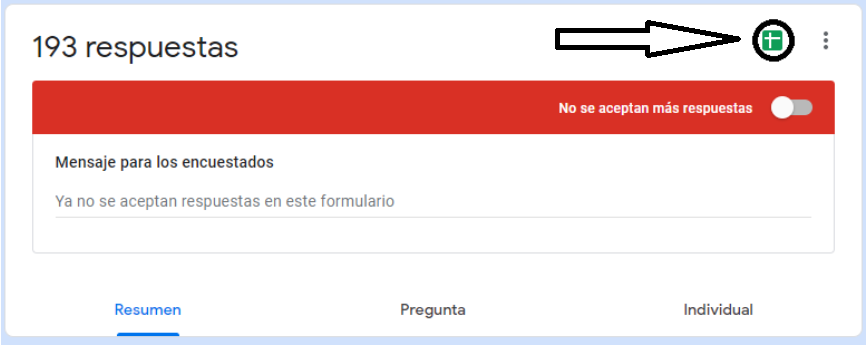 193 respuestas
No se aceptan más respuestas
Mensaje para los encuestados
Ya no se aceptan respuestas en este formulario
Resumen Pregunta Individual